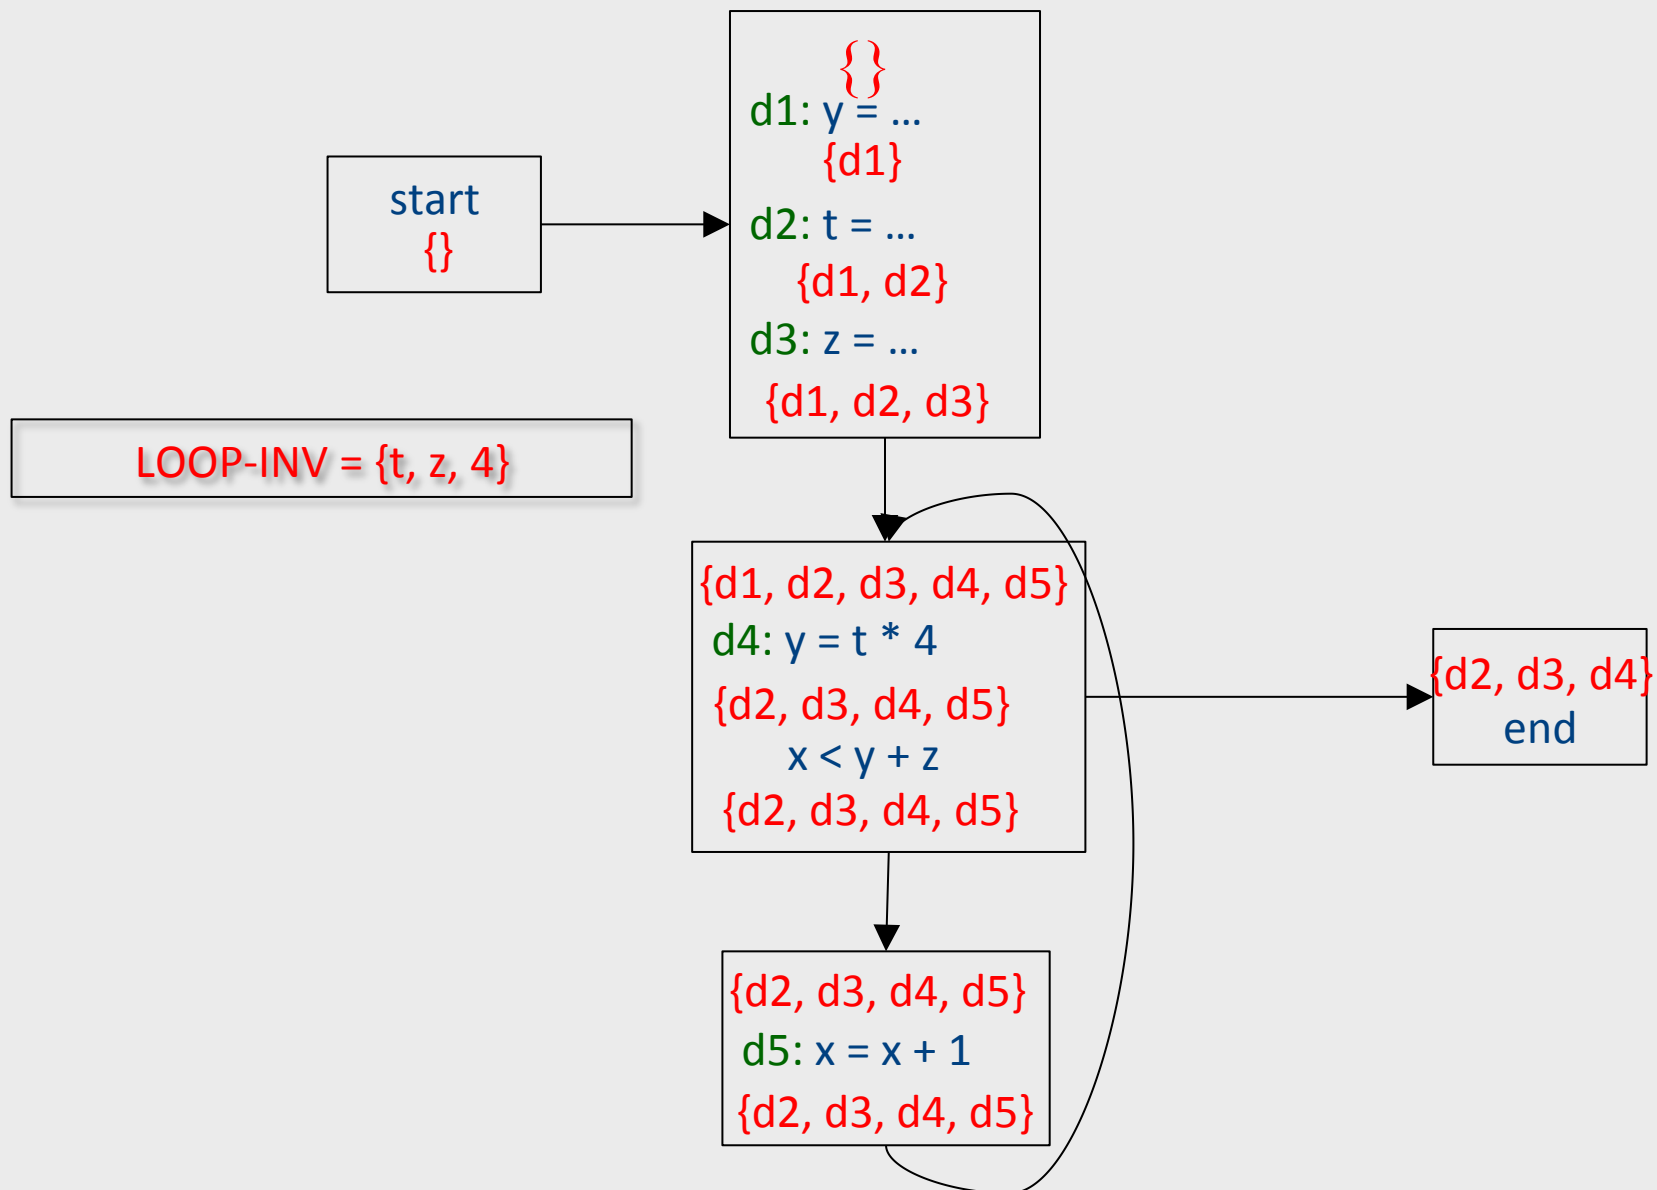 start
{}
{}
d1: y = ...
{d1}
d2: t = ...
{d1, d2}
d3: z = ...
{d1, d2, d3}
LOOP-INV = {t, z, 4}
{d1, d2, d3, d4, d5}
d4: y = t * 4
{d2, d3, d4, d5}
x < y + z
{d2, d3, d4, d5}
{d2, d3, d4}
end
{d2, d3, d4, d5}
d5: x = x + 1
{d2, d3, d4, d5}